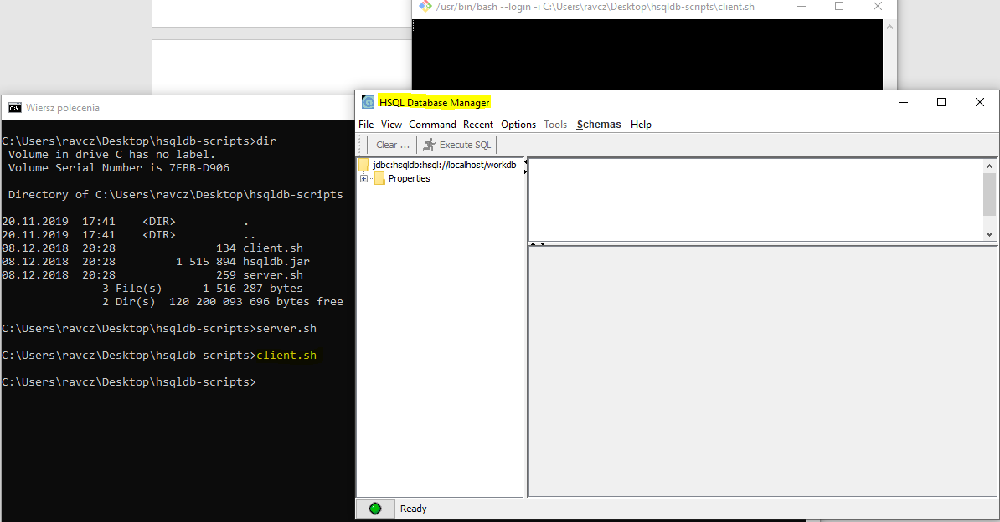 /usr/bin/bash --login -i C:\Users\ravcz\Desktop\hsqldb-scripts\client.sh
Wiersz polecenia
C:\Users\ravcz\Desktop\hsqldb-scripts>dir
Volume in drive C has no label.
Volume Serial Number is 7EBB-D906
Directory of C:\Users\ravcz\Desktop\hsqldb-scripts
20.11.2019  17:41    <DIR>          .
20.11.2019  17:41    <DIR>          ..
08.12.2018  20:28               134 client.sh
08.12.2018  20:28         1 515 894 hsqldb.jar
08.12.2018  20:28               259 server.sh
3 File(s)      1 516 287 bytes
2 Dir(s)  120 200 093 696 bytes free
C:\Users\ravcz\Desktop\hsqldb-scripts>server.sh
C:\Users\ravcz\Desktop\hsqldb-scripts>client.sh
C:\Users\ravcz\Desktop\hsqldb-scripts>
HSQL Database Manager
File View Command Recent Options Tools Schemas Help
Clear ... Execute SQL
jdbc:hsqldb:hsql://localhost/workdb
Properties
Ready